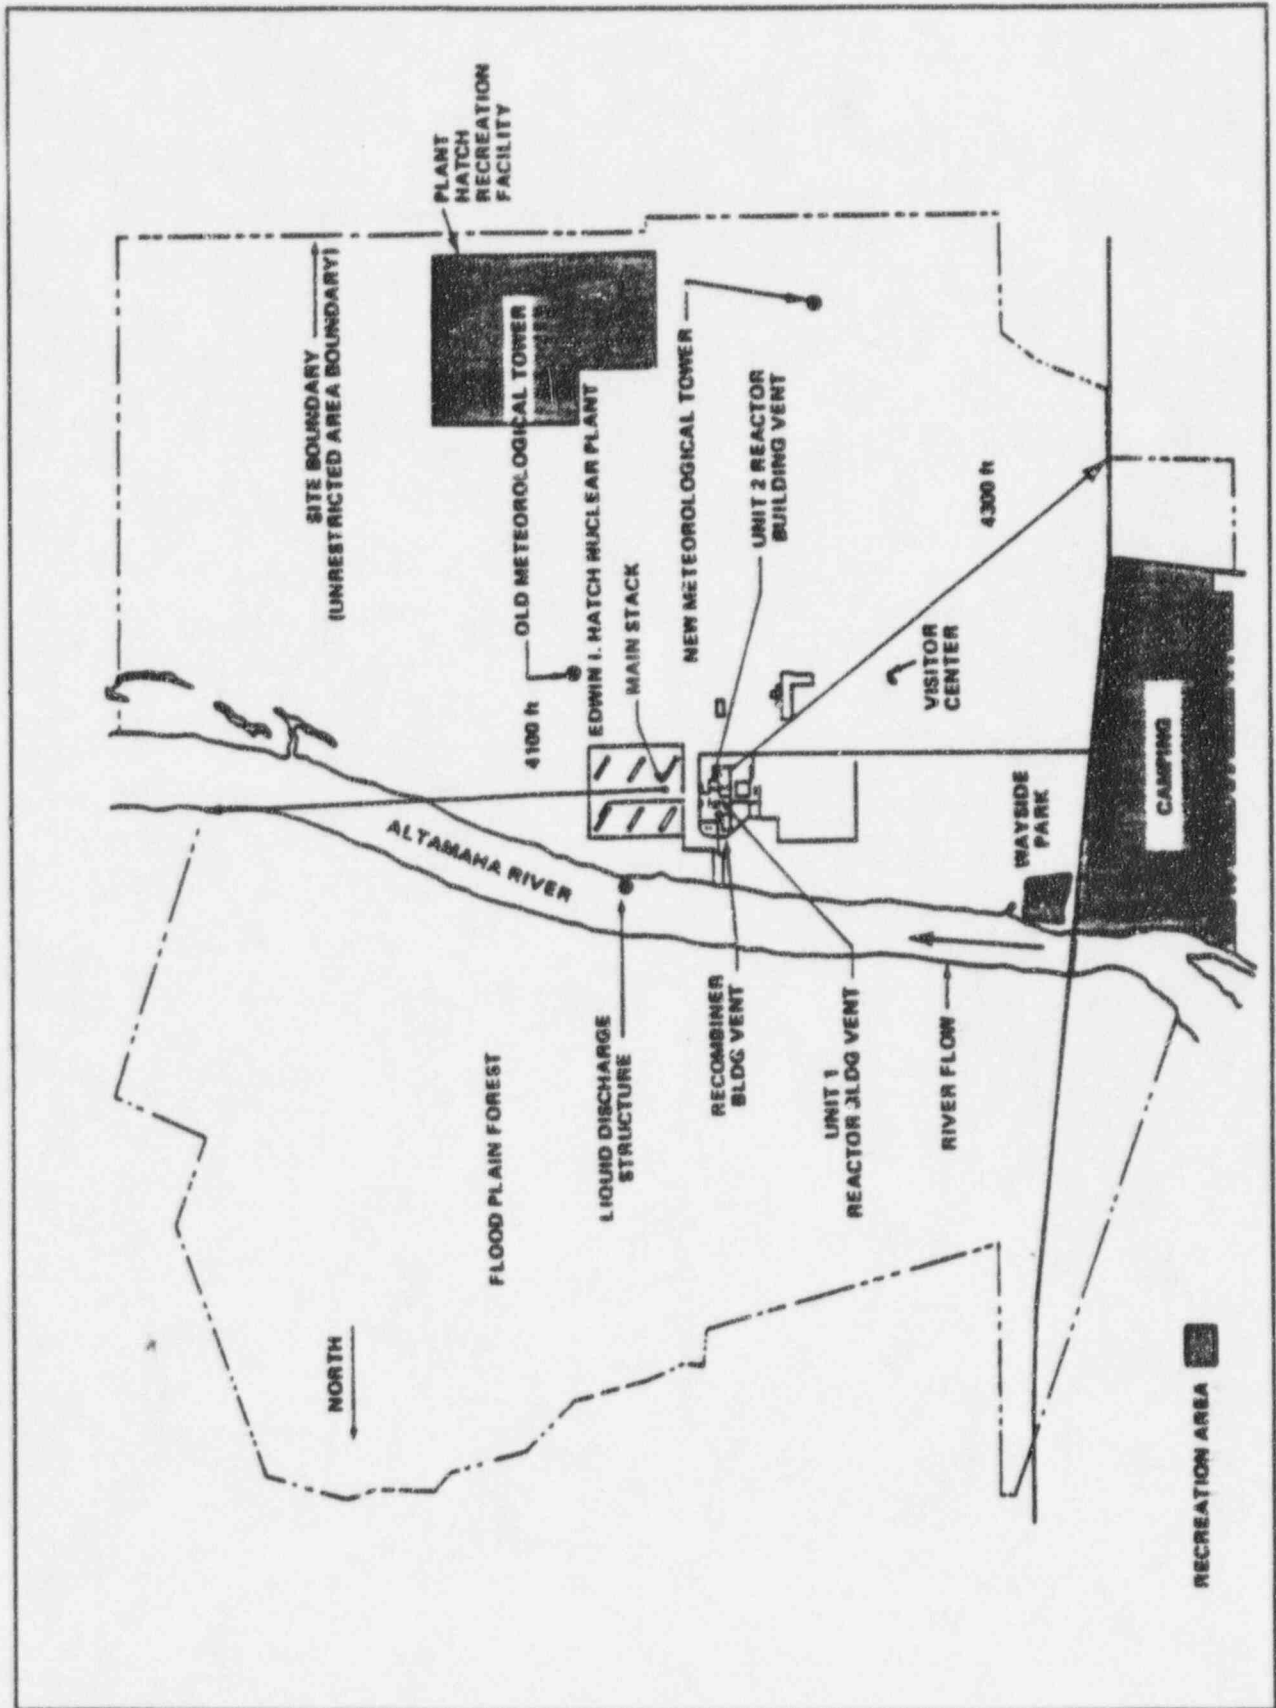 PLANT
HATCH
RECREATION
FACILITY
SITE BOUNDARY
(UNRESTRICTED AREA BOUNDARY)
OLD METEOROLOGICAL TOWER
4100 ft
EDWIN I. HATCH NUCLEAR PLANT
MAIN STACK
NEW METEOROLOGICAL TOWER
UNIT 2 REACTOR
BUILDING VENT
4300 ft
VISITOR
CENTER
ALTAMAHA RIVER
WAYSIDE
PARK
CAMPING
FLOOD PLAIN FOREST
LIQUID DISCHARGE
STRUCTURE
RECOMBINER
BLDG VENT
UNIT 1
REACTOR BLDG VENT
RIVER FLOW
NORTH
RECREATION AREA